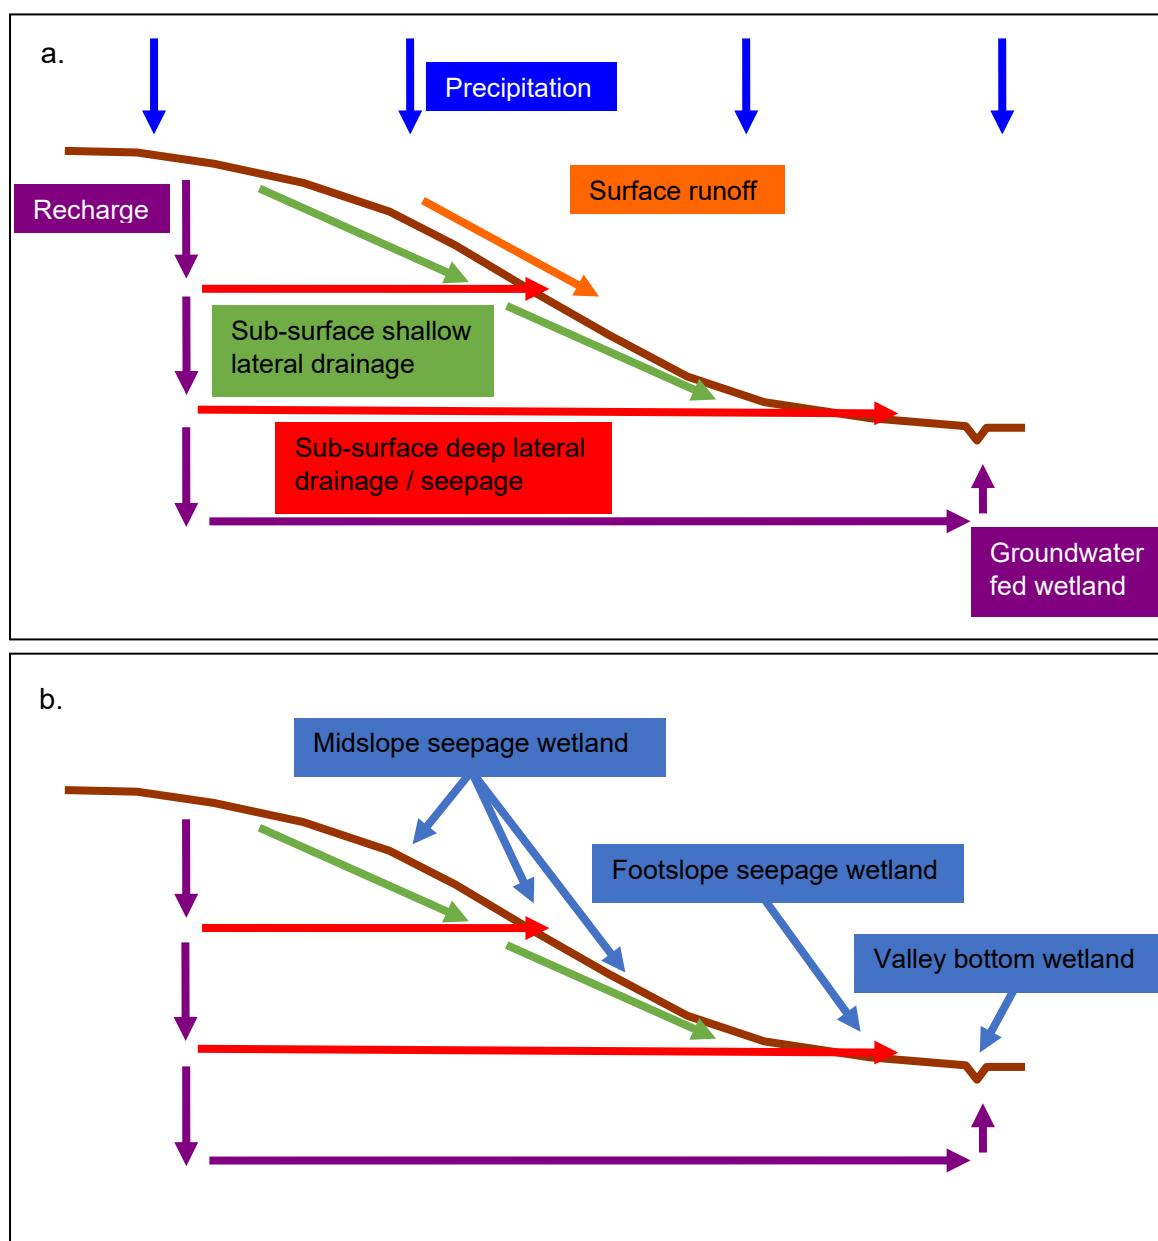 a.
Precipitation
Surface runoff
Recharge
Sub-surface shallow
lateral drainage
Sub-surface deep lateral
drainage / seepage
Groundwater
fed wetland
b.
Midslope seepage wetland
Footslope seepage wetland
Valley bottom wetland